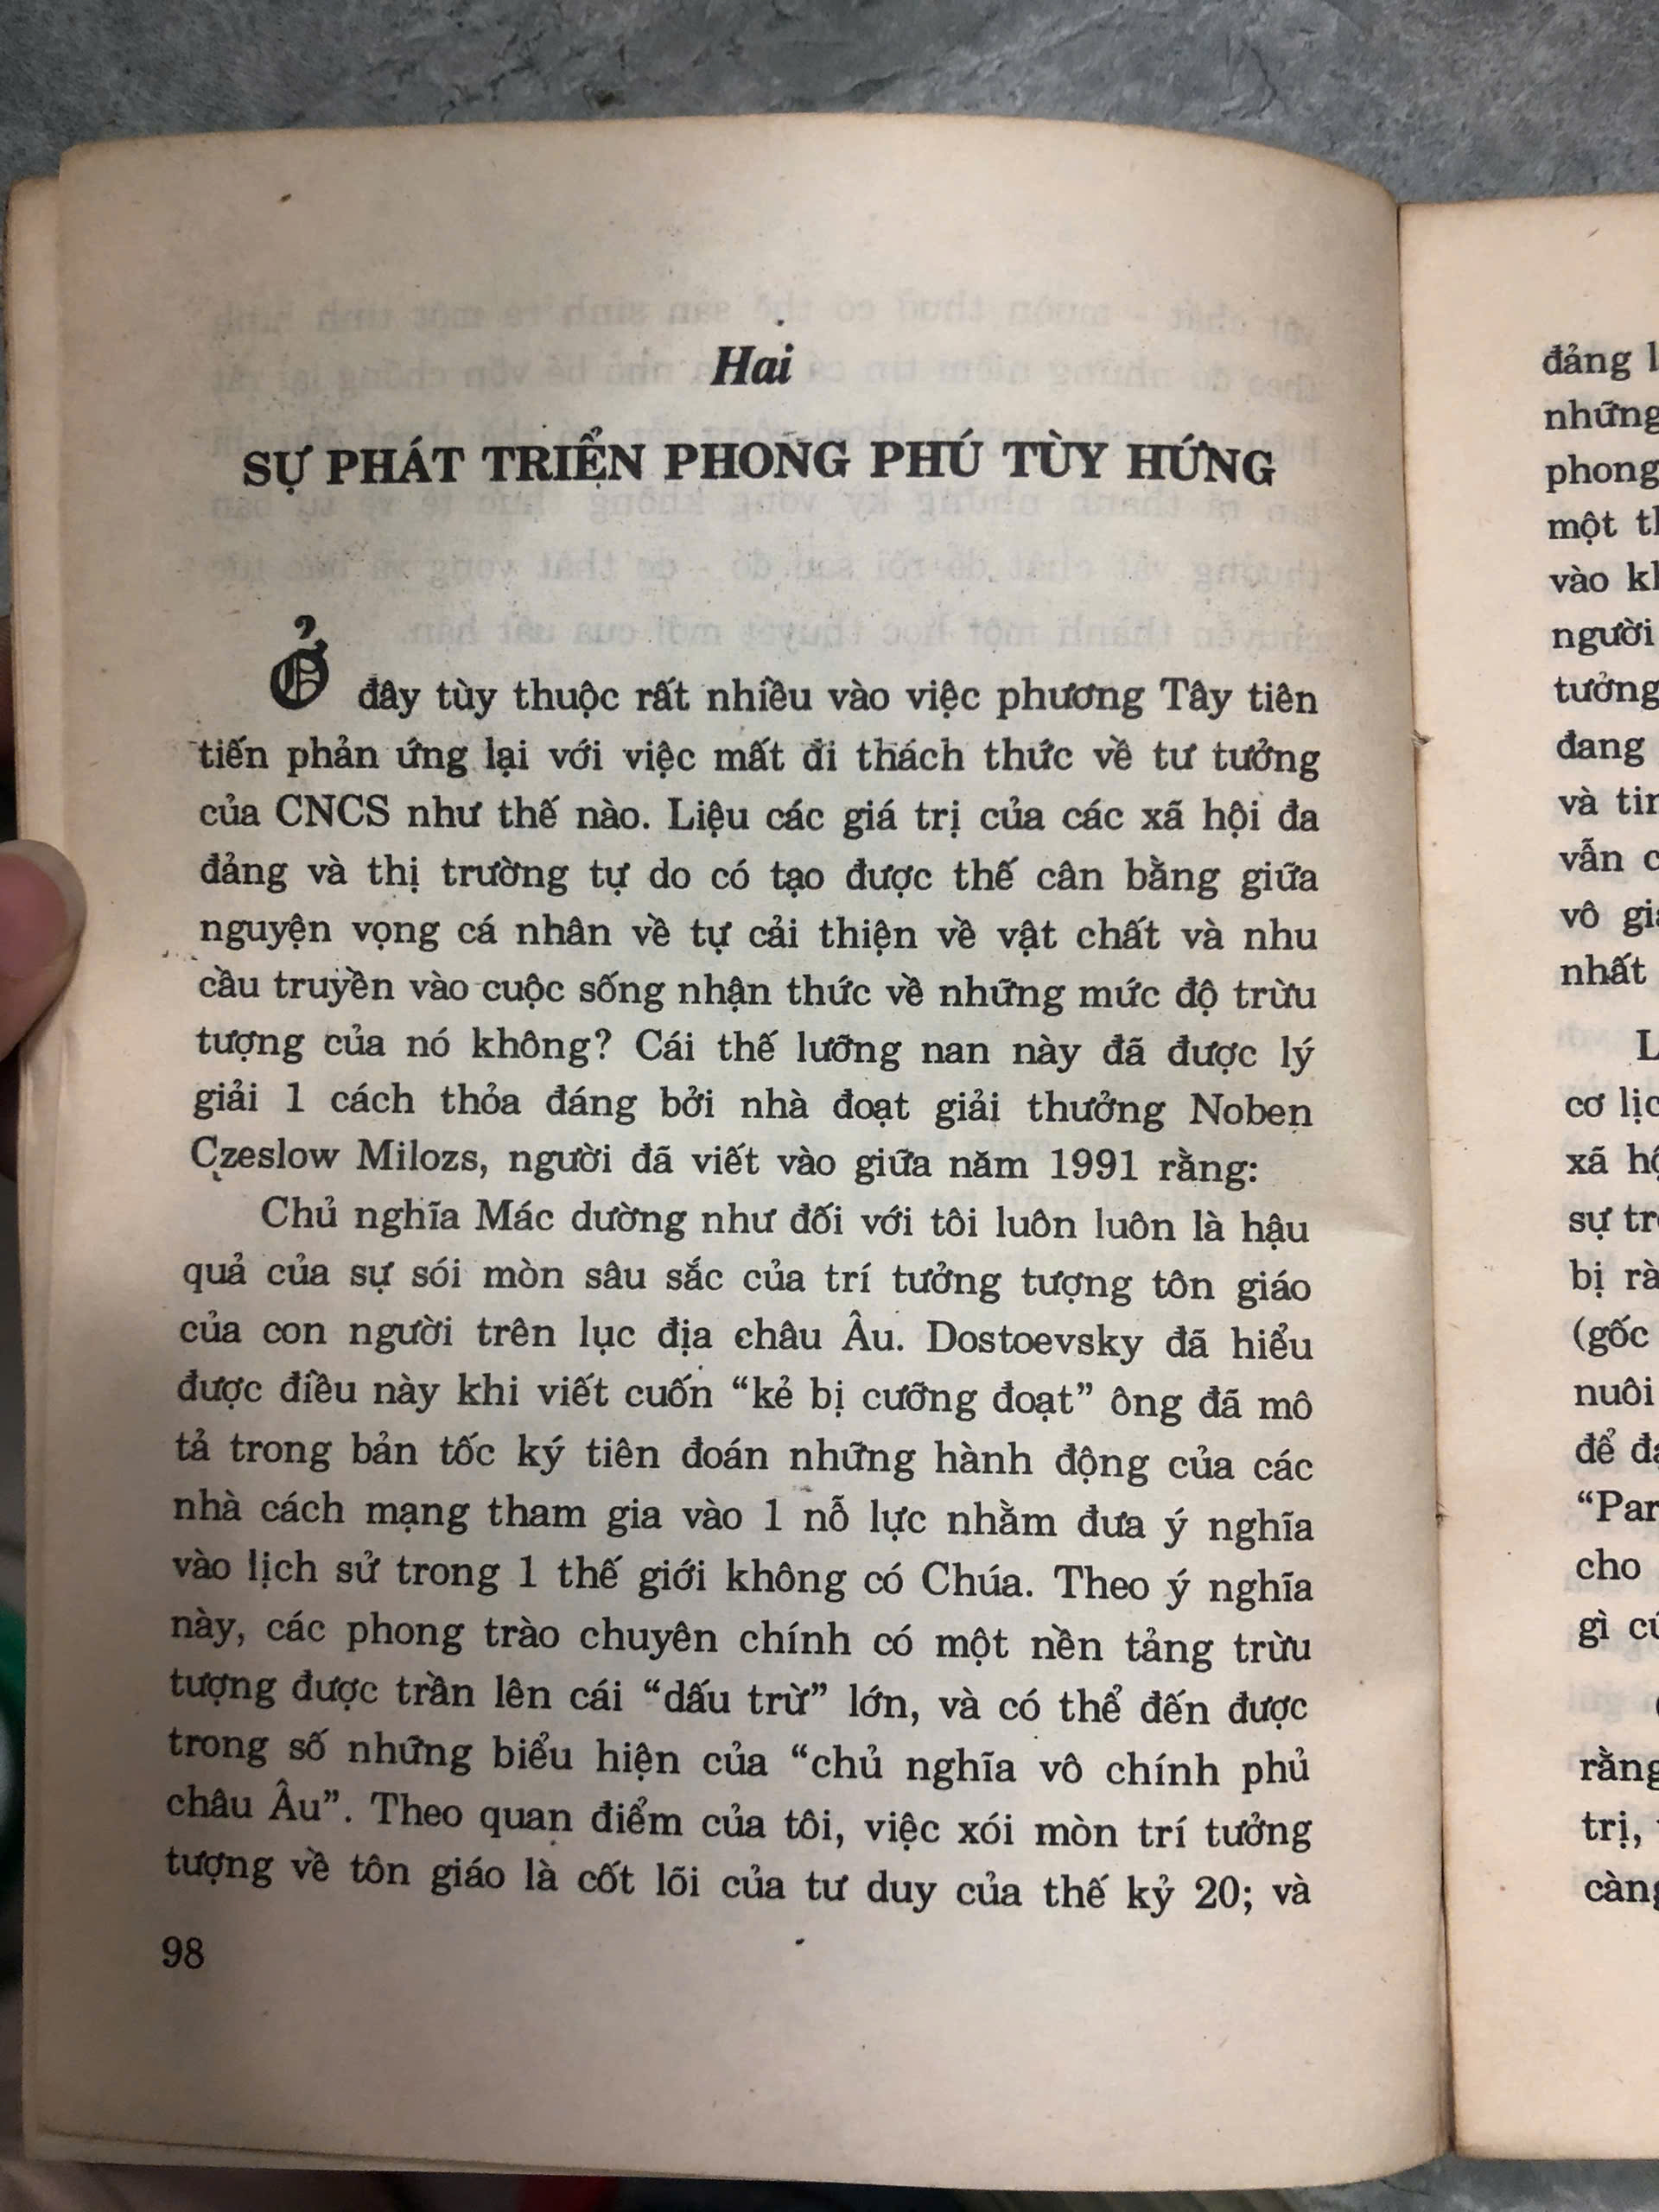 Hai
SỰ PHÁT TRIỂN PHONG PHÚ TÙY HỨNG
Ở đây tùy thuộc rất nhiều vào việc phương Tây tiên
tiến phản ứng lại với việc mất đi thách thức về tư tưởng
của CNCS như thế nào. Liệu các giá trị của các xã hội đa
đảng và thị trường tự do có tạo được thế cân bằng giữa
nguyện vọng cá nhân về tự cải thiện về vật chất và nhu
cầu truyền vào cuộc sống nhận thức về những mức độ trừu
tượng của nó không? Cái thế lưỡng nan này đã được lý
giải 1 cách thỏa đáng bởi nhà đoạt giải thưởng Noben
Czeslow Milozs, người đã viết vào giữa năm 1991 rằng:
Chủ nghĩa Mác dường như đối với tôi luôn luôn là hậu
quả của sự sói mòn sâu sắc của trí tưởng tượng tôn giáo
của con người trên lục địa châu Âu. Dostoevsky đã hiểu
được điều này khi viết cuốn “kẻ bị cưỡng đoạt” ông đã mô
tả trong bản tốc ký tiên đoán những hành động của các
nhà cách mạng tham gia vào 1 nỗ lực nhằm đưa ý nghĩa
vào lịch sử trong 1 thế giới không có Chúa. Theo ý nghĩa
này, các phong trào chuyên chính có một nền tảng trừu
tượng được trần lên cái “dấu trừ” lớn, và có thể đến được
trong số những biểu hiện của “chủ nghĩa vô chính phủ
châu Âu”. Theo quan điểm của tôi, việc xói mòn trí tưởng
tượng về tôn giáo là cốt lõi của tư duy của thế kỷ 20; và
98
đảng
những
phong
một
vào
người
tưởng
đang
và
vẫn
vô
nhất
cơ
xã
sự
bị
(gốc
nuôi
để
cho
gì
rằng
trị,
càng